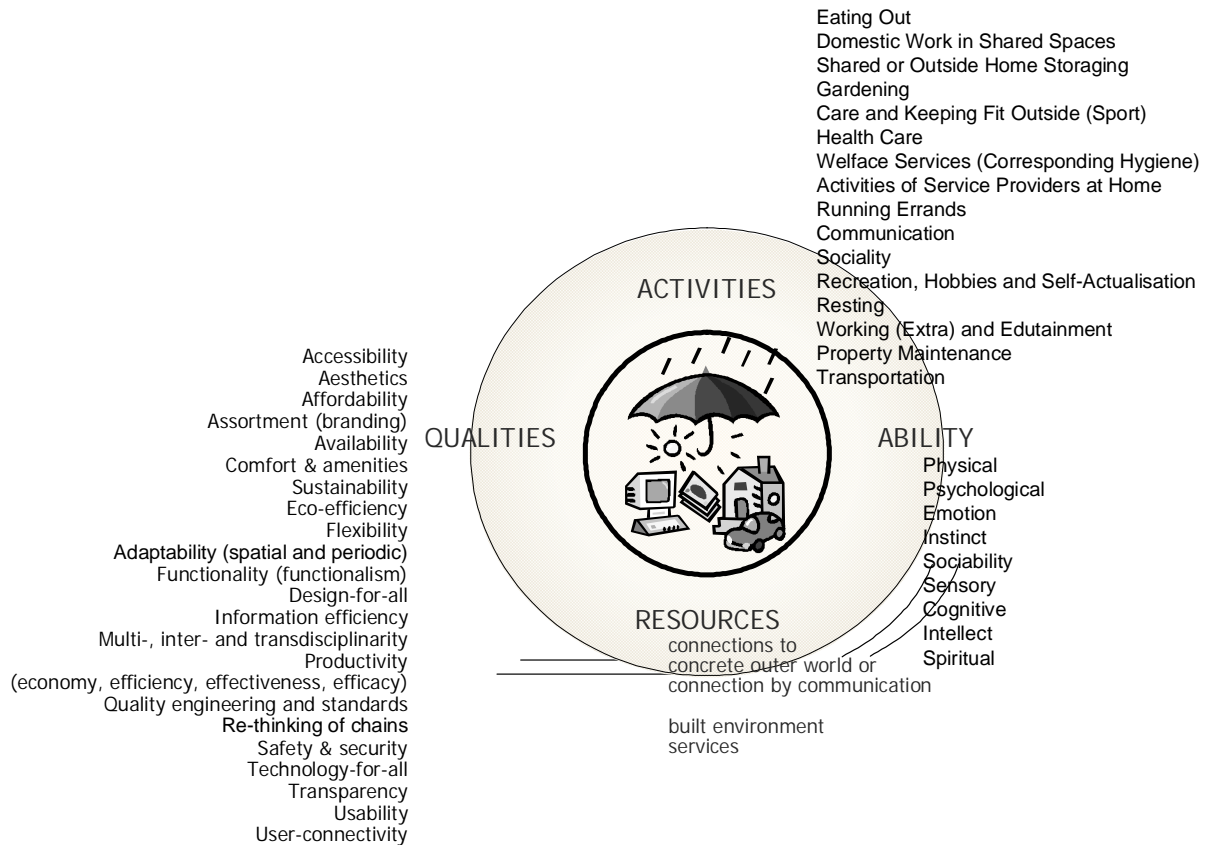 Eating Out
Domestic Work in Shared Spaces
Shared or Outside Home Storaging
Gardening
Care and Keeping Fit Outside (Sport)
Health Care
Welface Services (Corresponding Hygiene)
Activities of Service Providers at Home
Running Errands
Communication
Sociality
Recreation, Hobbies and Self-Actualisation
Resting
Working (Extra) and Edutainment
Property Maintenance
Transportation
ACTIVITIES
QUALITIES
Accessibility
Aesthetics
Affordability
Assortment (branding)
Availability
Comfort & amenities
Sustainability
Eco-efficiency
Flexibility
Adaptability (spatial and periodic)
Functionality (functionalism)
Design-for-all
Information efficiency
Multi-, inter- and transdisciplinarity
Productivity
(economy, efficiency, effectiveness, efficacy)
Quality engineering and standards
Re-thinking of chains
Safety & security
Technology-for-all
Transparency
Usability
User-connectivity
ABILITY
Physical
Psychological
Emotion
Instinct
Sociability
Sensory
Cognitive
Intellect
Spiritual
RESOURCES
connections to
concrete outer world or
connection by communication
built environment
services